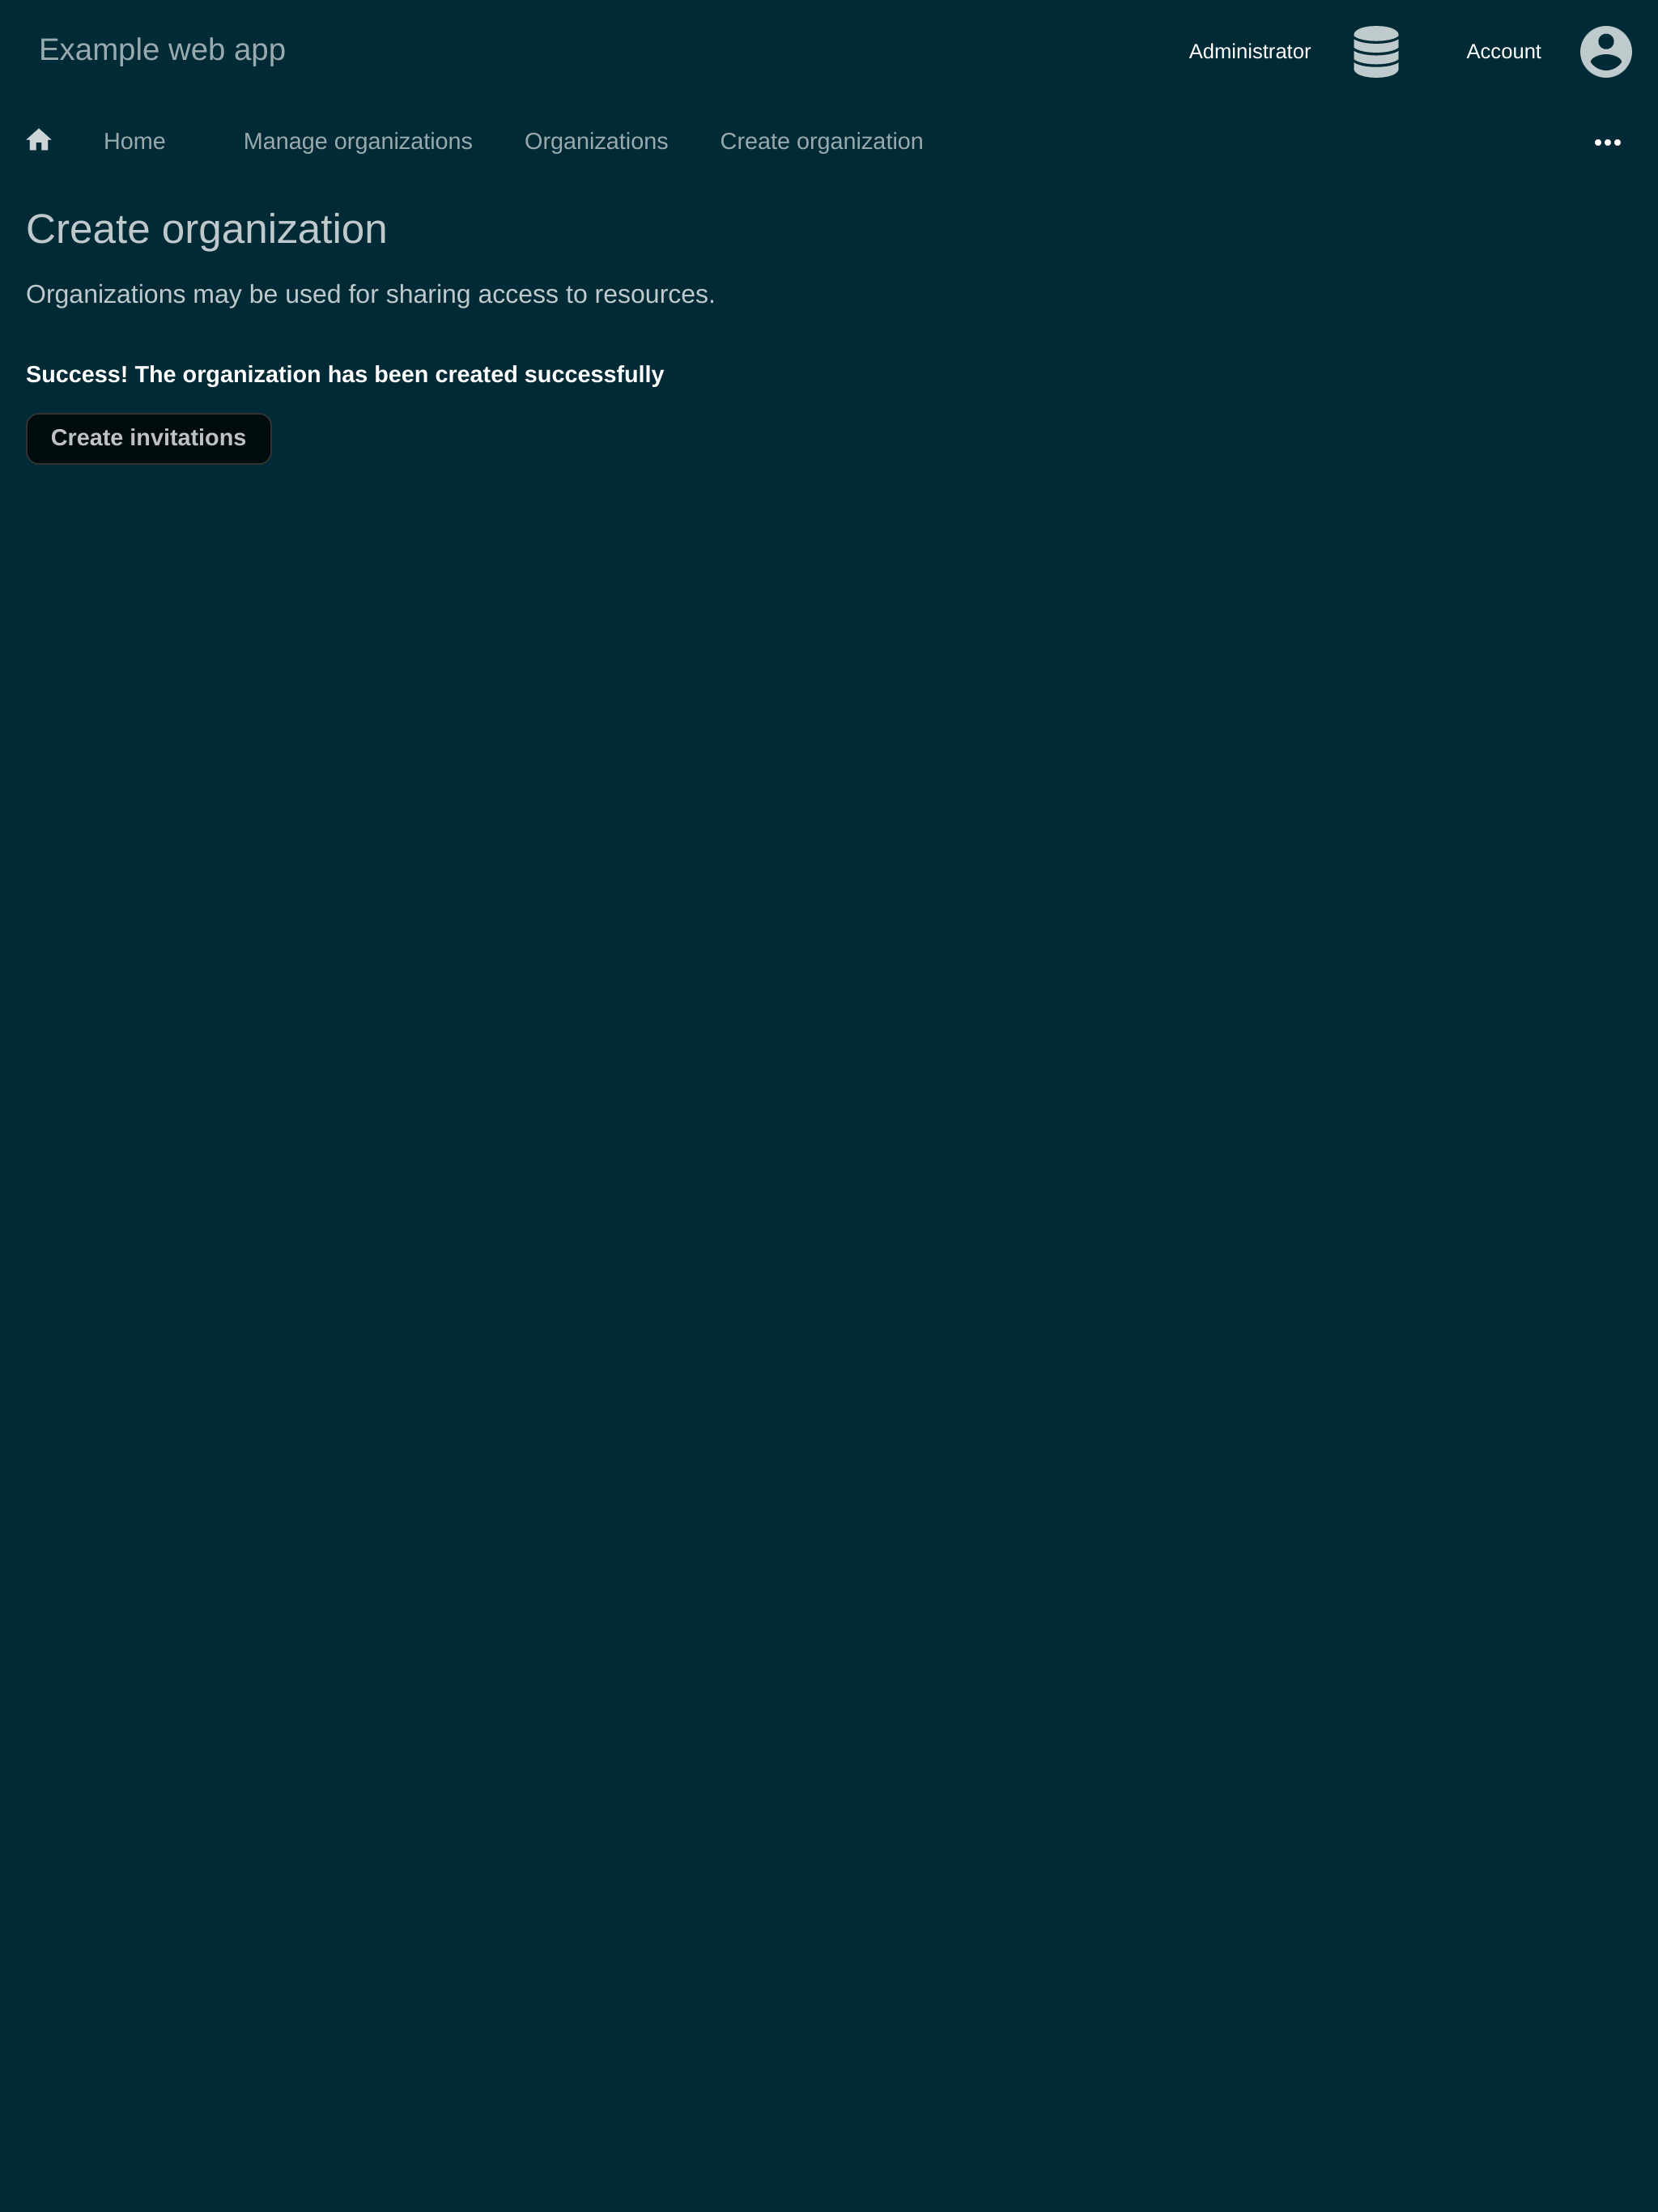 Example web app
Administrator
Account
Home
Manage organizations
Organizations
Create organization
Create organization
Organizations may be used for sharing access to resources.
Success! The organization has been created successfully
Create invitations